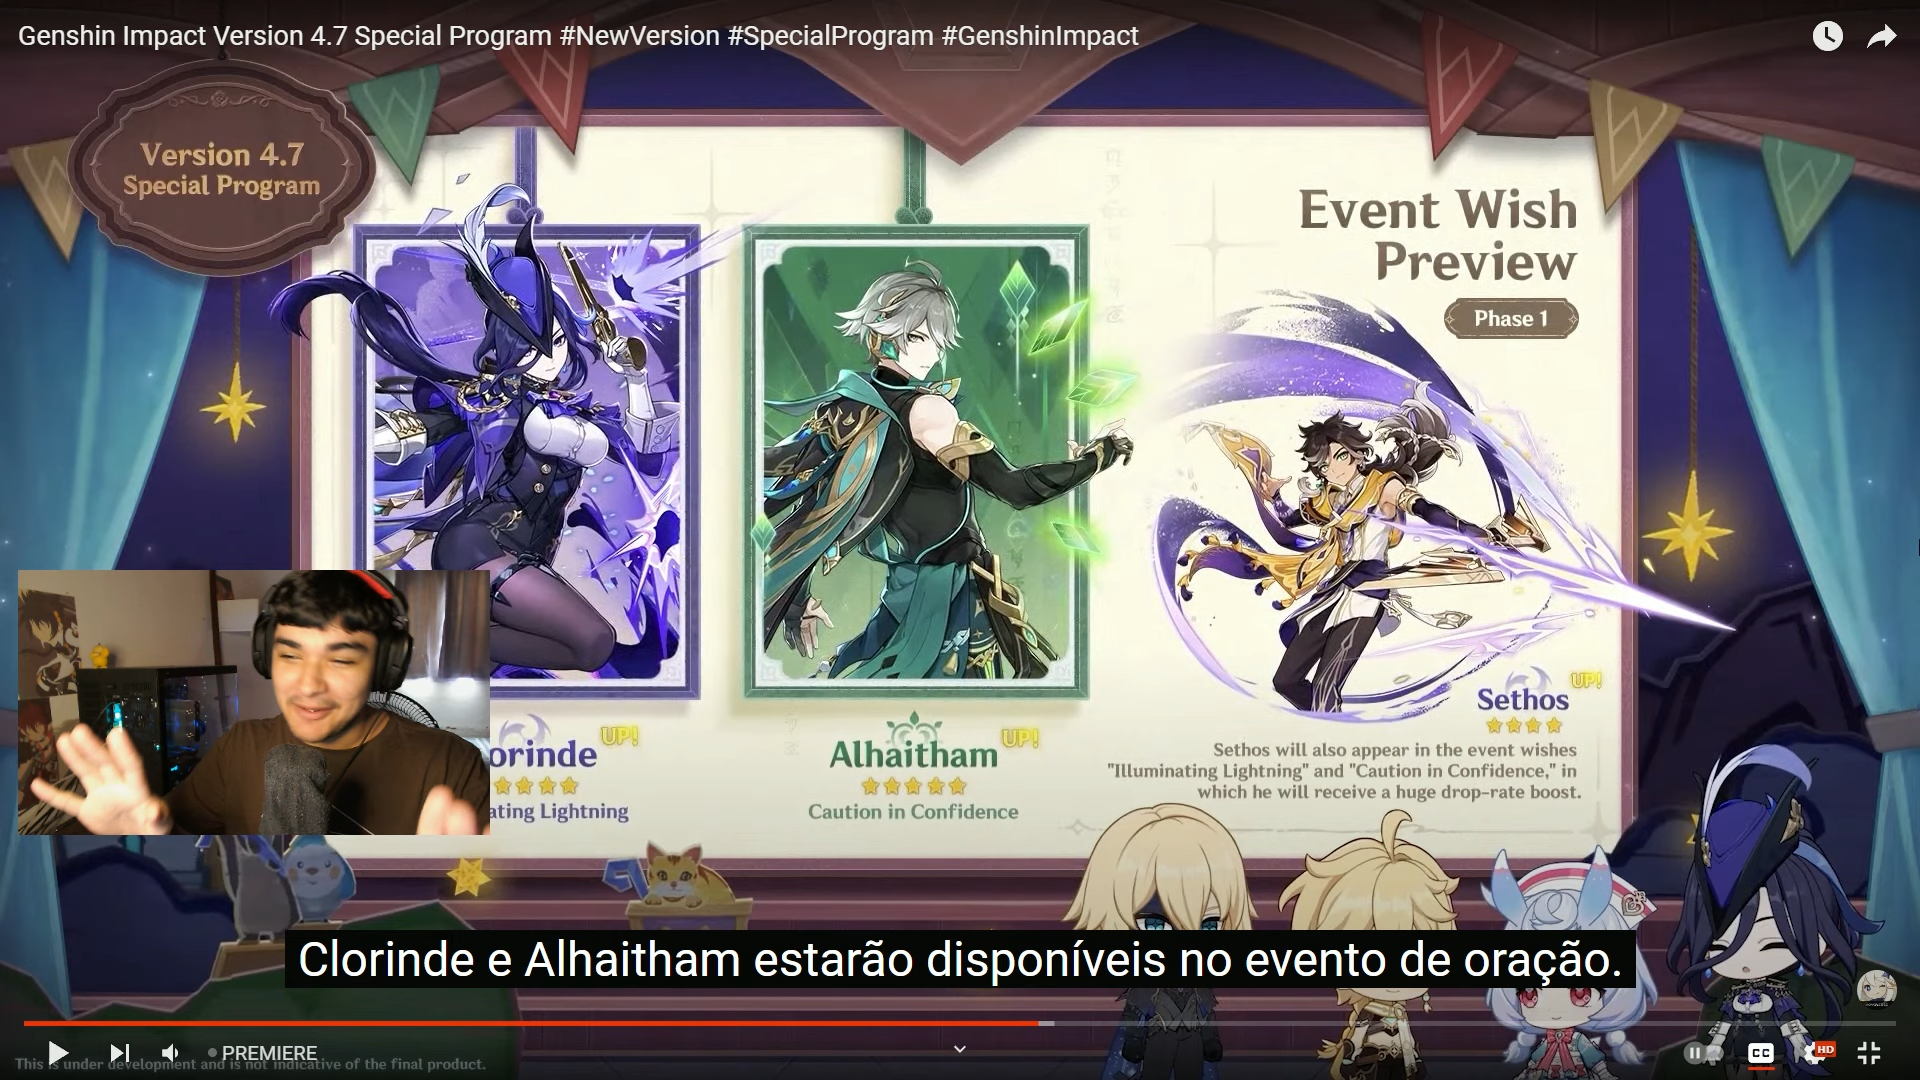 Genshin Impact Version 4.7 Special Program #NewVersion #SpecialProgram #GenshinImpact
Version 4.7
Special Program
Event Wish
Preview
Phase 1
orinde UP!
ating Lightning
Alhaitham UP!
Caution in Confidence
Sethos UP!
Sethos will also appear in the event wishes
"Illuminating Lightning" and "Caution in Confidence," in
which he will receive a huge drop-rate boost.
Clorinde e Alhaitham estarão disponíveis no evento de oração.
PREMIERE
CC
HD
This is under development and is not indicative of the final product.